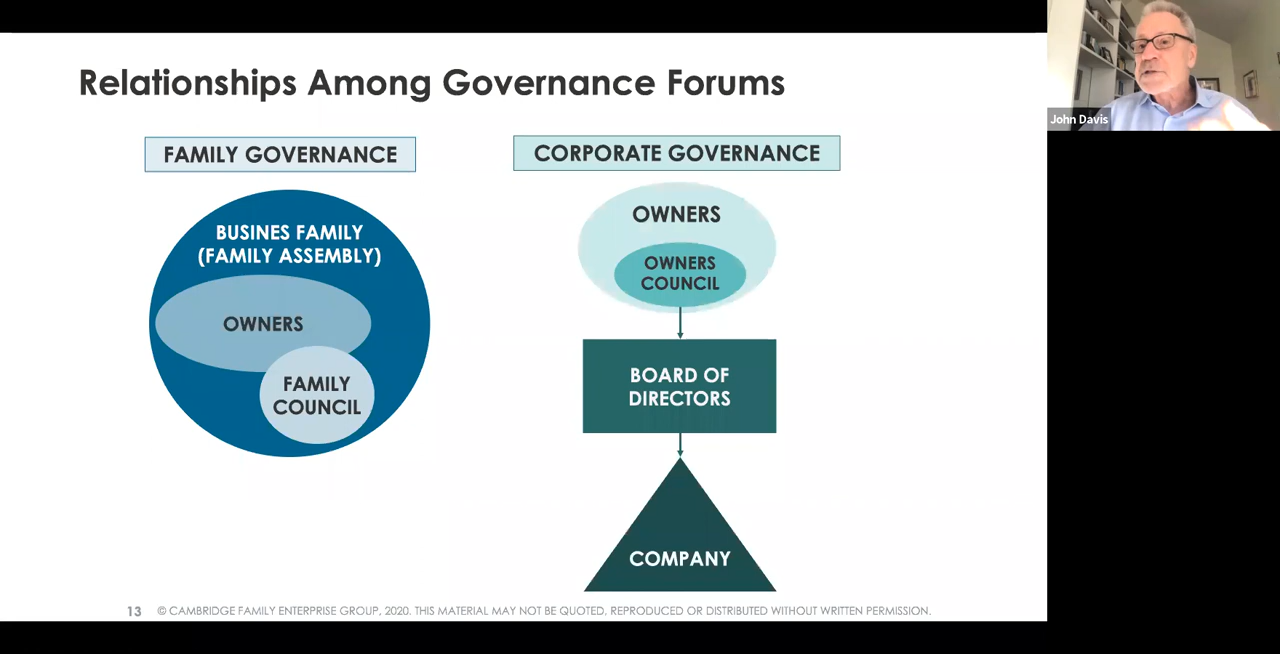 Relationships Among Governance Forums
John Davis
FAMILY GOVERNANCE
BUSINES FAMILY
(FAMILY ASSEMBLY)
OWNERS
FAMILY
COUNCIL
CORPORATE GOVERNANCE
OWNERS
OWNERS
COUNCIL
BOARD OF
DIRECTORS
COMPANY
13 © CAMBRIDGE FAMILY ENTERPRISE GROUP, 2020. THIS MATERIAL MAY NOT BE QUOTED, REPRODUCED OR DISTRIBUTED WITHOUT WRITTEN PERMISSION.